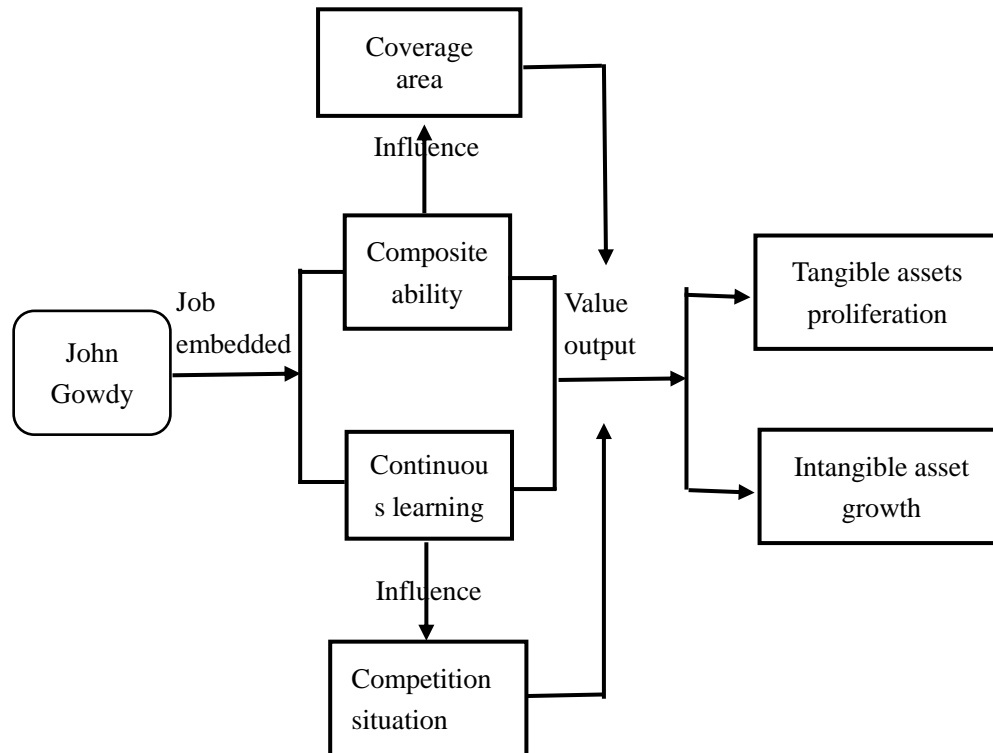 Coverage
area
Influence
Composite
ability
Job
embedded
John
Gowdy
Value
output
Tangible assets
proliferation
Continuou
s learning
Intangible asset
growth
Influence
Competition
situation